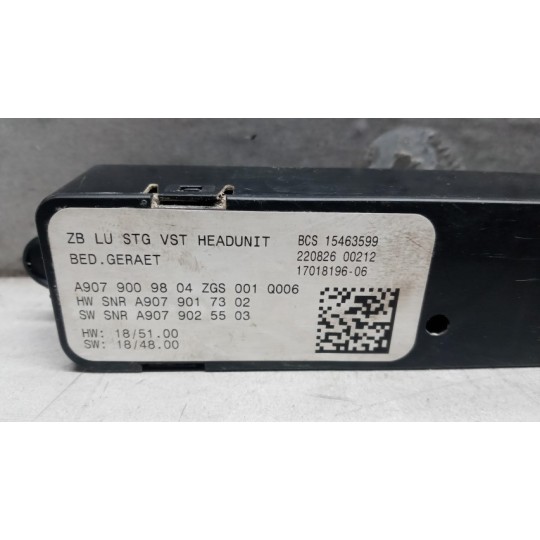 ZB LU STG VST HEADUNIT
BED.GERAET
BCS 15463599
220826 00212
17018196-06
A907 900 98 04 ZGS 001 Q006
HW SNR A907 901 73 02
SW SNR A907 902 55 03
HW: 18/51.00
SW: 18/48.00